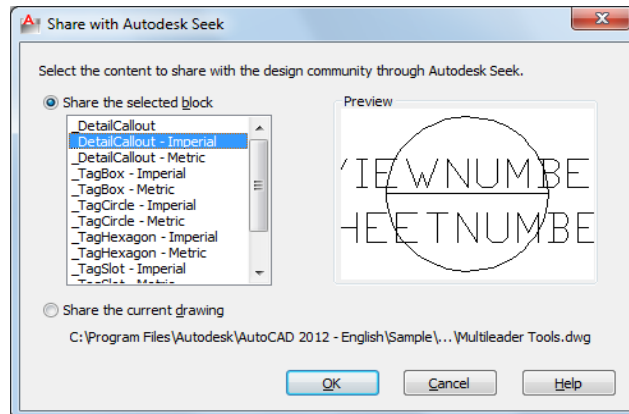 Share with Autodesk Seek
Select the content to share with the design community through Autodesk Seek.
Share the selected block
Preview
_DetailCallout
_DetailCallout - Imperial
_DetailCallout - Metric
_TagBox - Imperial
_TagBox - Metric
_TagCircle - Imperial
_TagCircle - Metric
_TagHexagon - Imperial
_TagHexagon - Metric
_TagSlot - Imperial
_TagSlot - Metric
IEWNUMBE
HEETNUMBE
Share the current drawing
C:\Program Files\Autodesk\AutoCAD 2012 - English\Sample\...\Multileader Tools.dwg
OK
Cancel
Help